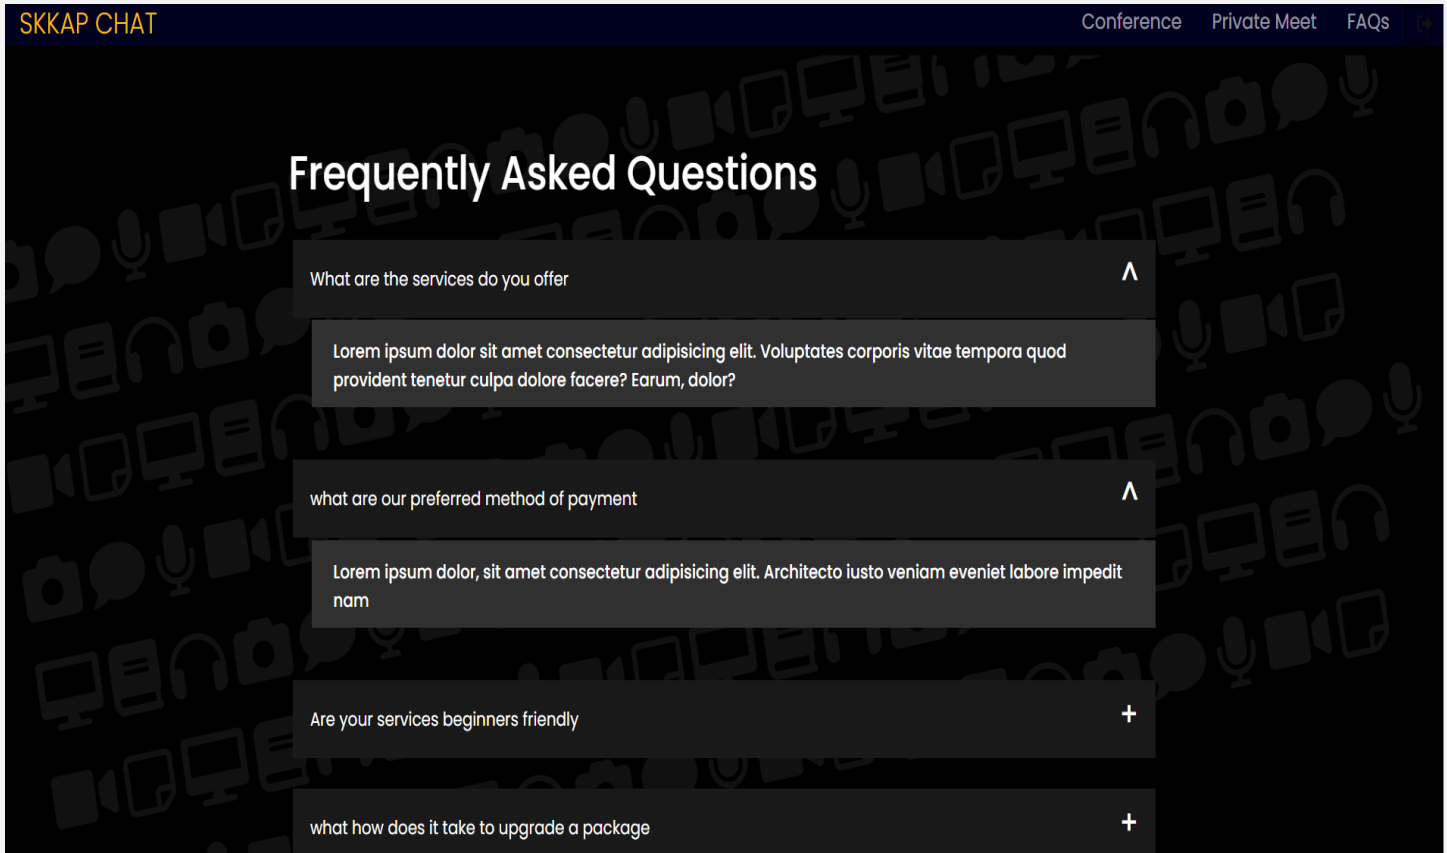 SKKAP CHAT
Conference Private Meet FAQs
Frequently Asked Questions
What are the services do you offer
Lorem ipsum dolor sit amet consectetur adipisicing elit. Voluptates corporis vitae tempora quod
provident tenetur culpa dolore facere? Earum, dolor?
what are our preferred method of payment
Lorem ipsum dolor, sit amet consectetur adipisicing elit. Architecto iusto veniam eveniet labore impedit
nam
Are your services beginners friendly
+
what how does it take to upgrade a package
+